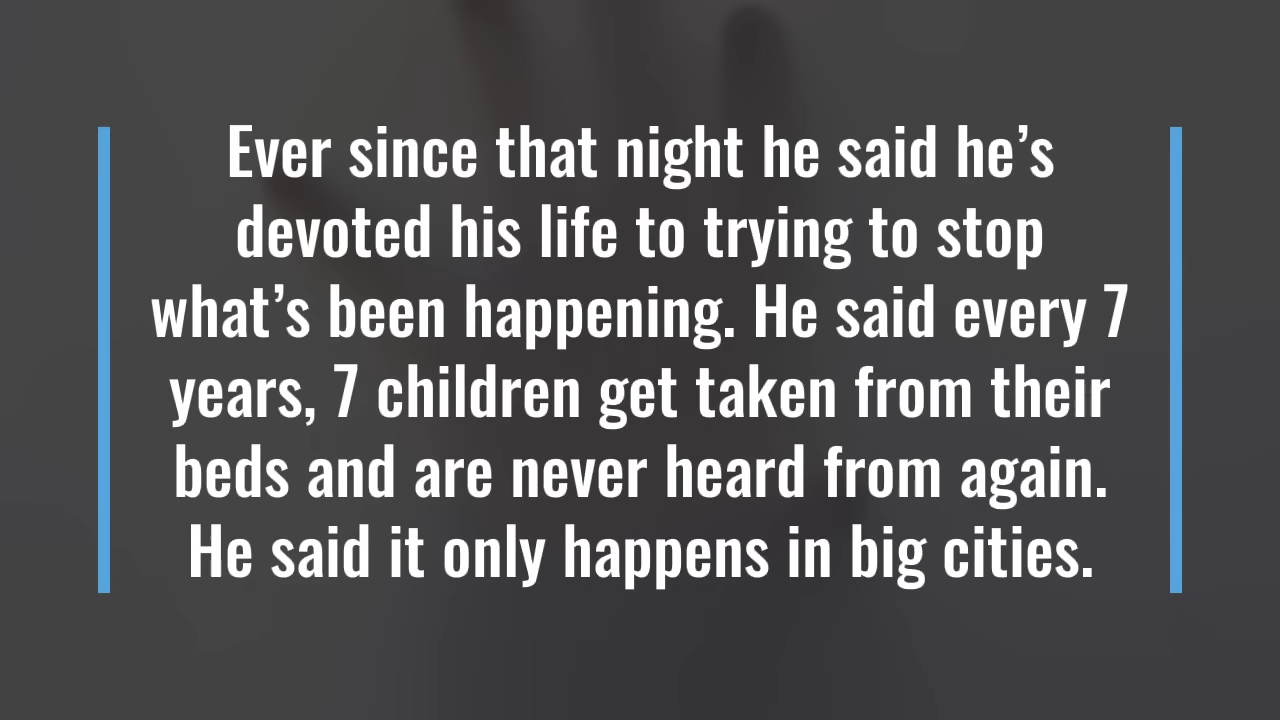 Ever since that night he said he’s
devoted his life to trying to stop
what’s been happening. He said every 7
years, 7 children get taken from their
beds and are never heard from again.
He said it only happens in big cities.